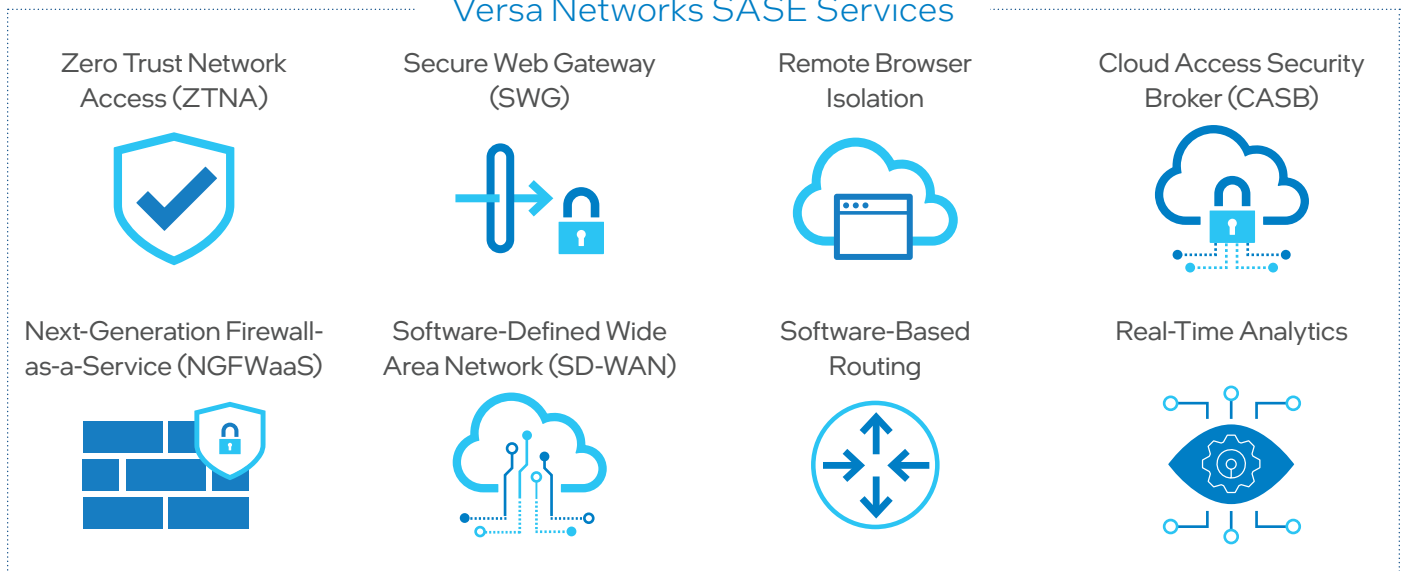 Versa Networks SASE Services
Zero Trust Network
Access (ZTNA)
Secure Web Gateway
(SWG)
Remote Browser
Isolation
Cloud Access Security
Broker (CASB)
Next-Generation Firewall-
as-a-Service (NGFWaaS)
Software-Defined Wide
Area Network (SD-WAN)
Software-Based
Routing
Real-Time Analytics